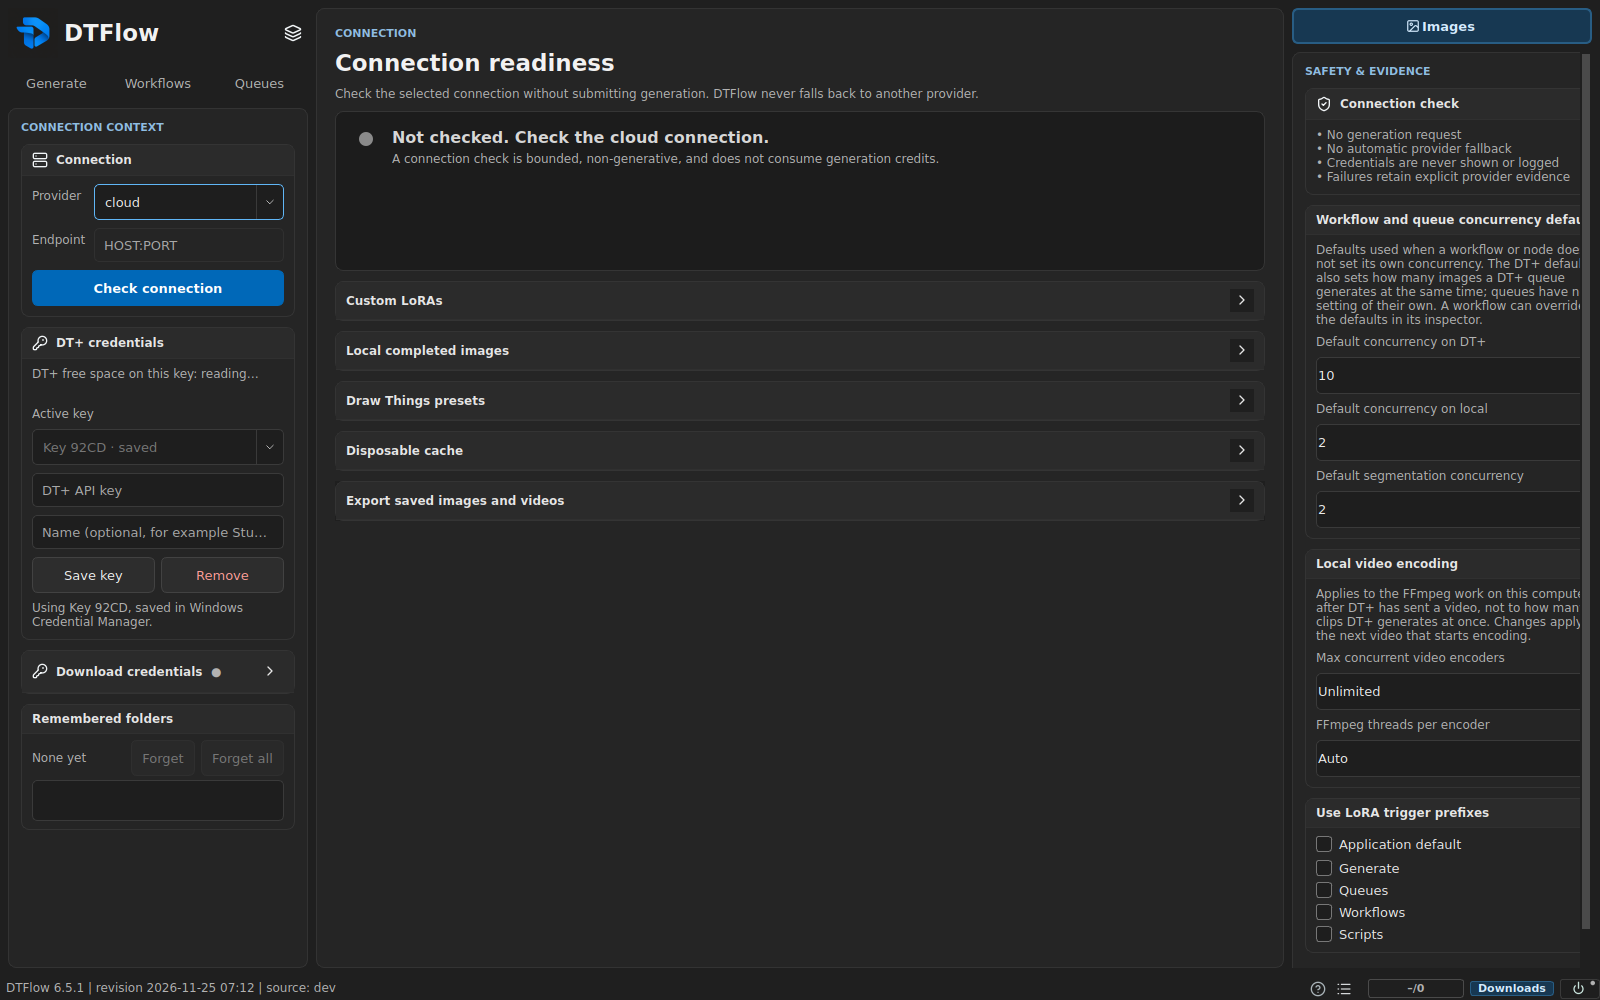 DTFlow
Generate
Workflows
Queues
CONNECTION CONTEXT
Connection
Provider
cloud
Endpoint
HOST:PORT
Check connection
DT+ credentials
DT+ free space on this key: reading...
Active key
Key 92CD · saved
DT+ API key
Name (optional, for example Stu...
Save key
Remove
Using Key 92CD, saved in Windows
Credential Manager.
Download credentials
Remembered folders
None yet
Forget
Forget all
CONNECTION
Connection readiness
Check the selected connection without submitting generation. DTFlow never falls back to another provider.
Not checked. Check the cloud connection.
A connection check is bounded, non-generative, and does not consume generation credits.
Custom LoRAs
Local completed images
Draw Things presets
Disposable cache
Export saved images and videos
Images
SAFETY & EVIDENCE
Connection check
• No generation request
• No automatic provider fallback
• Credentials are never shown or logged
• Failures retain explicit provider evidence
Workflow and queue concurrency defau
Defaults used when a workflow or node doe
not set its own concurrency. The DT+ defaul
also sets how many images a DT+ queue
generates at the same time; queues have n
setting of their own. A workflow can overrid
the defaults in its inspector.
Default concurrency on DT+
10
Default concurrency on local
2
Default segmentation concurrency
2
Local video encoding
Applies to the FFmpeg work on this compute
after DT+ has sent a video, not to how man
clips DT+ generates at once. Changes apply
the next video that starts encoding.
Max concurrent video encoders
Unlimited
FFmpeg threads per encoder
Auto
Use LoRA trigger prefixes
Application default
Generate
Queues
Workflows
Scripts
DTFlow 6.5.1 | revision 2026-11-25 07:12 | source: dev
-/0
Downloads